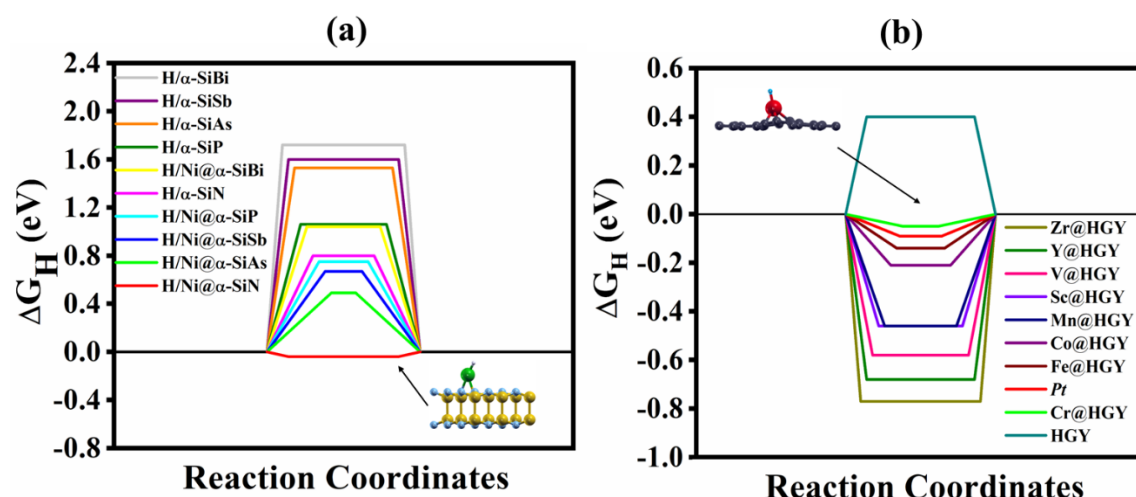 (a)
2.4
2.0
1.6
1.2
0.8
0.4
0.0
-0.4
-0.8
ΔG_H (eV)
H/α-SiBi
H/α-SiSb
H/α-SiAs
H/α-SiP
H/Ni@α-SiBi
H/α-SiN
H/Ni@α-SiP
H/Ni@α-SiSb
H/Ni@α-SiAs
H/Ni@α-SiN
Reaction Coordinates
(b)
0.6
0.4
0.2
0.0
-0.2
-0.4
-0.6
-0.8
-1.0
ΔG_H (eV)
Zr@HGY
Y@HGY
V@HGY
Sc@HGY
Mn@HGY
Co@HGY
Fe@HGY
Pt
Cr@HGY
HGY
Reaction Coordinates